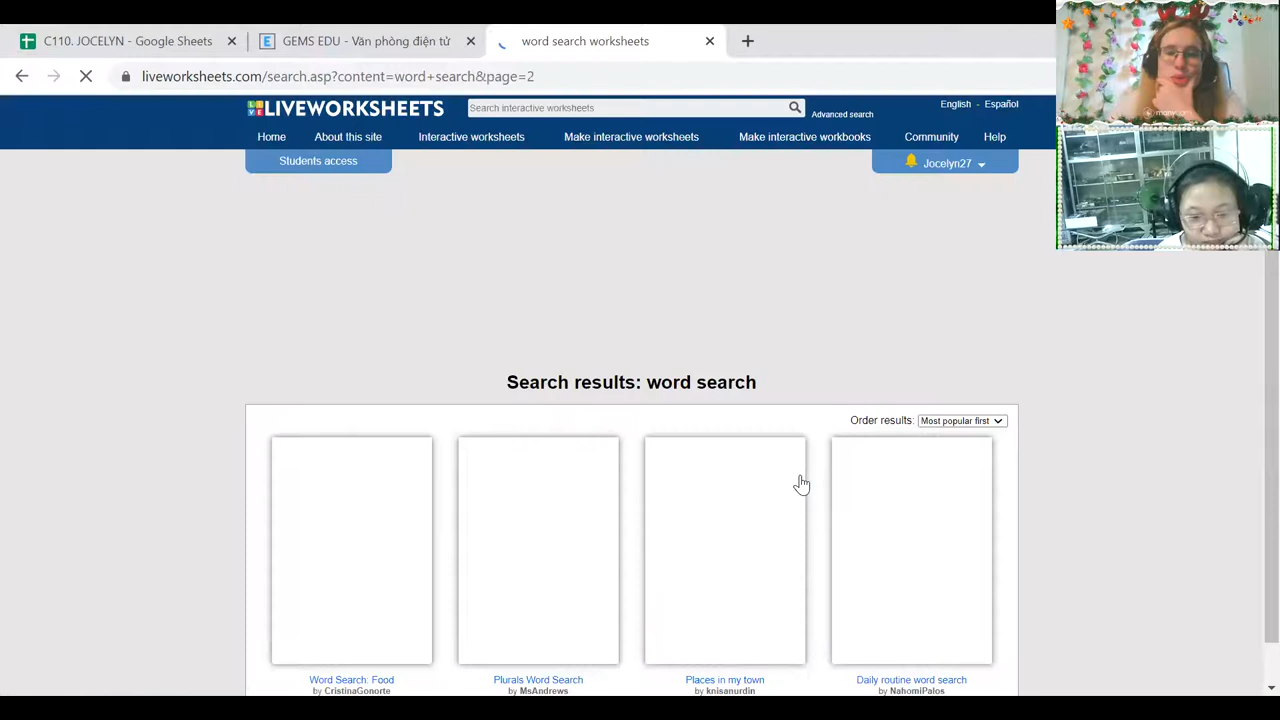 C110. JOCELYN - Google Sheets
GEMS EDU - Văn phòng điện tử
word search worksheets
liveworksheets.com/search.asp?content=word+search&page=2
LIVEWORKSHEETS
Search interactive worksheets
Advanced search
English - Español
Home
About this site
Interactive worksheets
Make interactive worksheets
Make interactive workbooks
Community
Help
Students access
Jocelyn27
Search results: word search
Order results: Most popular first
Word Search: Food
by CristinaGonorte
Plurals Word Search
by MsAndrews
Places in my town
by knisanurdin
Daily routine word search
by NahomiPalos